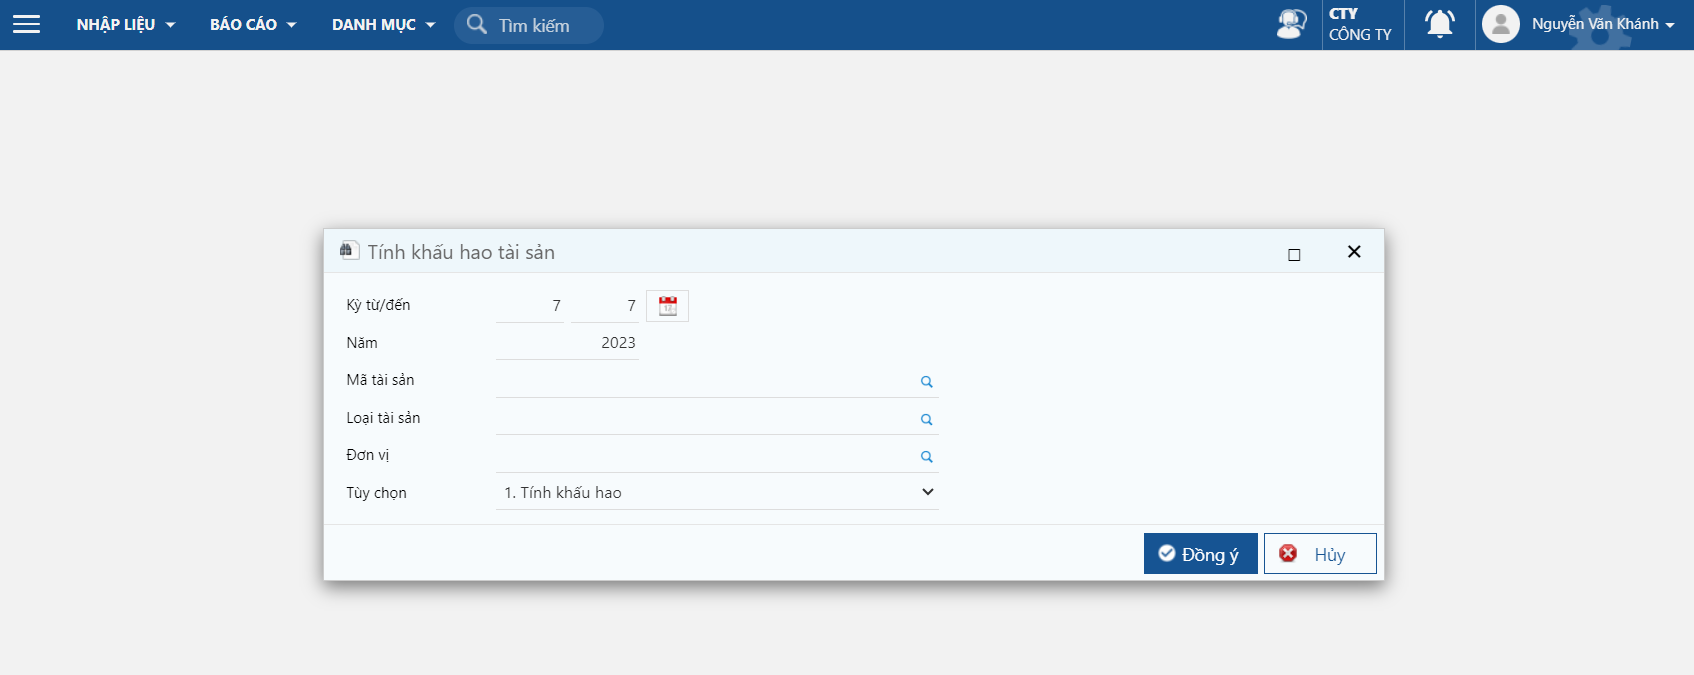 NHẬP LIỆU BÁO CÁO DANH MỤC Tìm kiếm CTY Nguyễn Văn Khánh
CÔNG TY
Tính khấu hao tài sản
Kỳ từ/đến 7 7
Năm 2023
Mã tài sản
Loại tài sản
Đơn vị
Tùy chọn 1. Tính khấu hao
Đồng ý Hủy